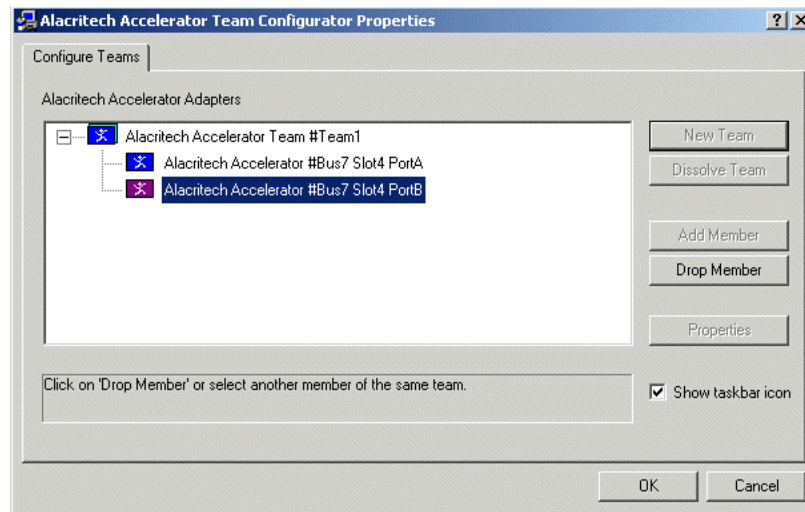 Alacritech Accelerator Team Configurator Properties
Configure Teams
Alacritech Accelerator Adapters
Alacritech Accelerator Team #Team1
Alacritech Accelerator #Bus7 Slot4 PortA
Alacritech Accelerator #Bus7 Slot4 PortB
New Team
Dissolve Team
Add Member
Drop Member
Properties
Click on 'Drop Member' or select another member of the same team.
Show taskbar icon
OK
Cancel